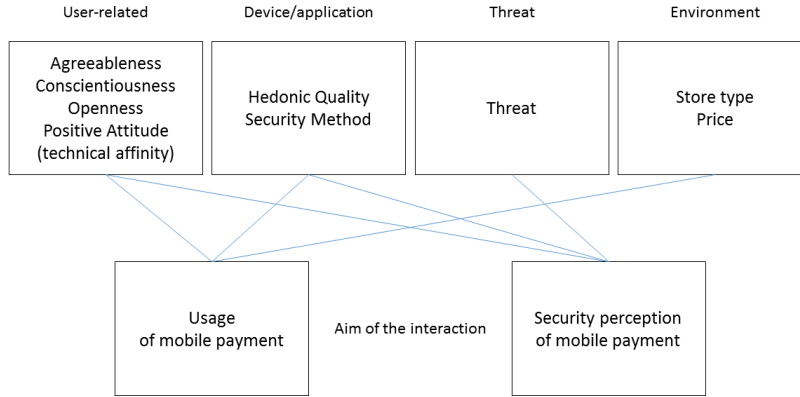 User-related
Device/application
Threat
Environment
Agreeableness
Conscientiousness
Openness
Positive Attitude
(technical affinity)
Hedonic Quality
Security Method
Threat
Store type
Price
Usage
of mobile payment
Aim of the interaction
Security perception
of mobile payment